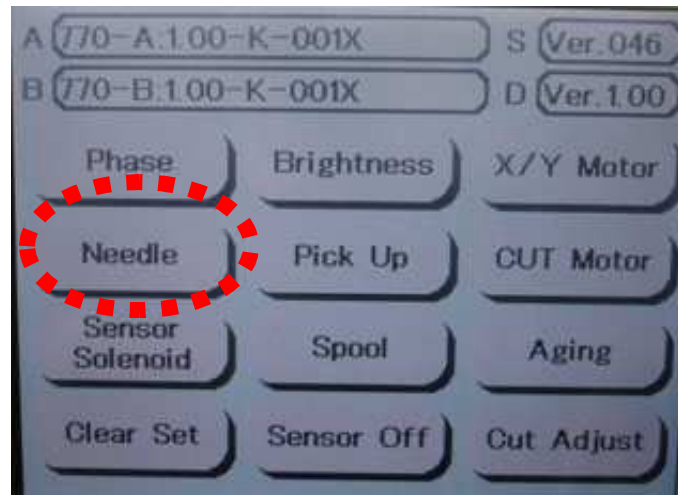 A 770-A.1.00-K-001X S Ver.046
B 770-B.1.00-K-001X D Ver.1.00
Phase Brightness X/Y Motor
Needle Pick Up CUT Motor
Sensor
Solenoid Spool Aging
Clear Set Sensor Off Cut Adjust